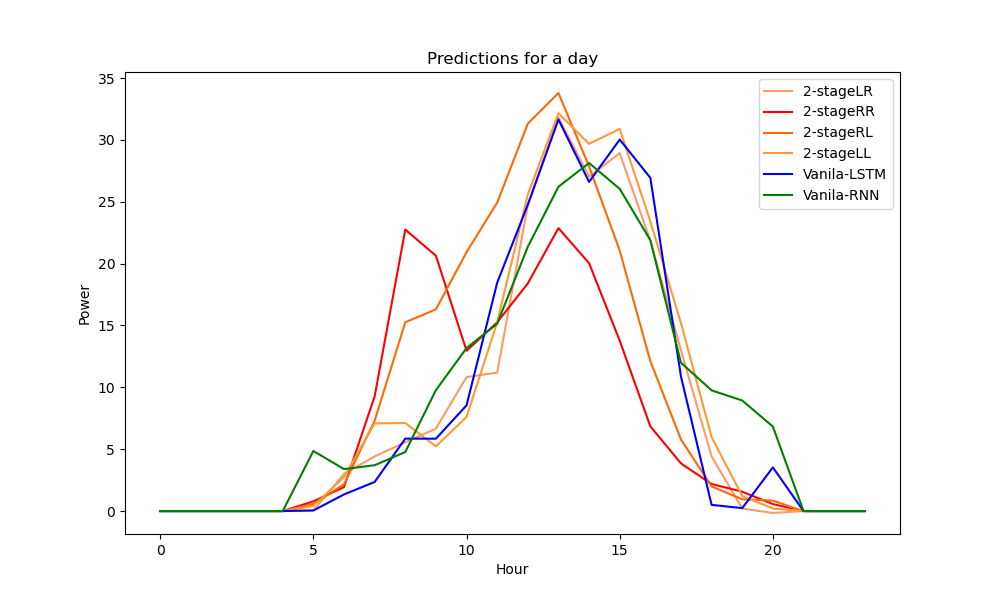 Predictions for a day
35
30
25
20
15
10
5
0
Power
0 5 10 15 20
Hour
2-stageLR
2-stageRR
2-stageRL
2-stageLL
Vanila-LSTM
Vanila-RNN